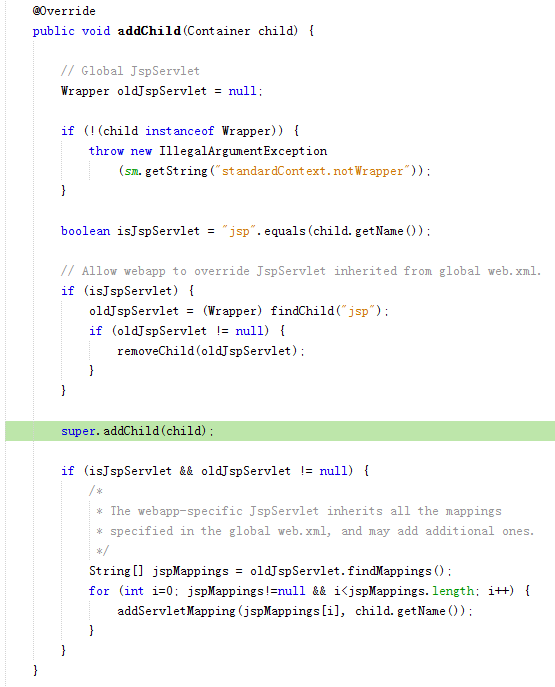 @Override
public void addChild(Container child) {
// Global JspServlet
Wrapper oldJspServlet = null;
if (!(child instanceof Wrapper)) {
throw new IllegalArgumentException
(sm.getString("standardContext.notWrapper"));
}
boolean isJspServlet = "jsp".equals(child.getName());
// Allow webapp to override JspServlet inherited from global web.xml.
if (isJspServlet) {
oldJspServlet = (Wrapper) findChild("jsp");
if (oldJspServlet != null) {
removeChild(oldJspServlet);
}
}
super.addChild(child);
if (isJspServlet && oldJspServlet != null) {
/*
* The webapp-specific JspServlet inherits all the mappings
* specified in the global web.xml, and may add additional ones.
*/
String[] jspMappings = oldJspServlet.findMappings();
for (int i=0; jspMappings!=null && i<jspMappings.length; i++) {
addServletMapping(jspMappings[i], child.getName());
}
}
}